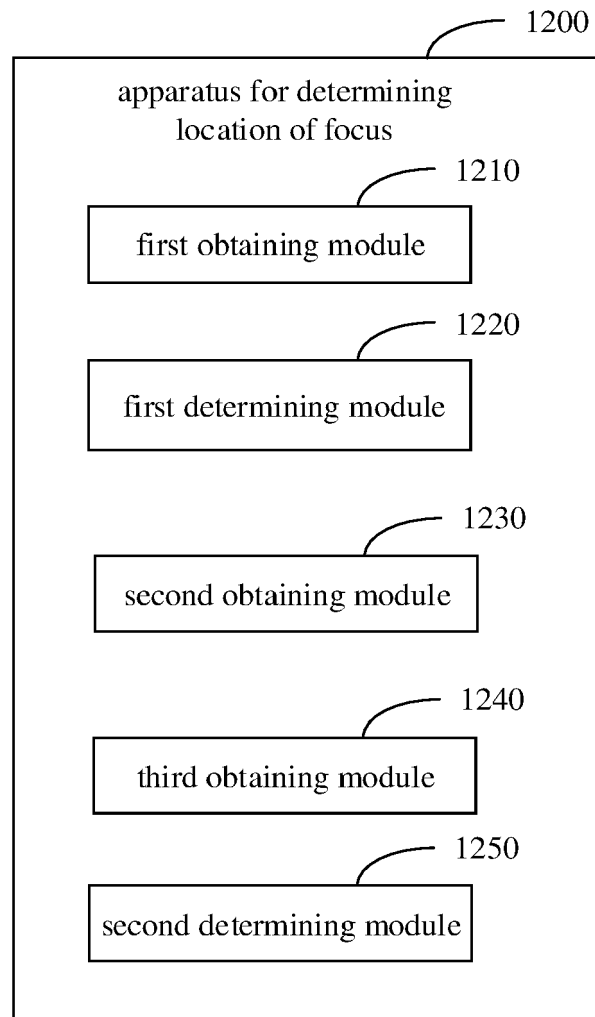 1200
apparatus for determining
location of focus
1210
first obtaining module
1220
first determining module
1230
second obtaining module
1240
third obtaining module
1250
second determining module